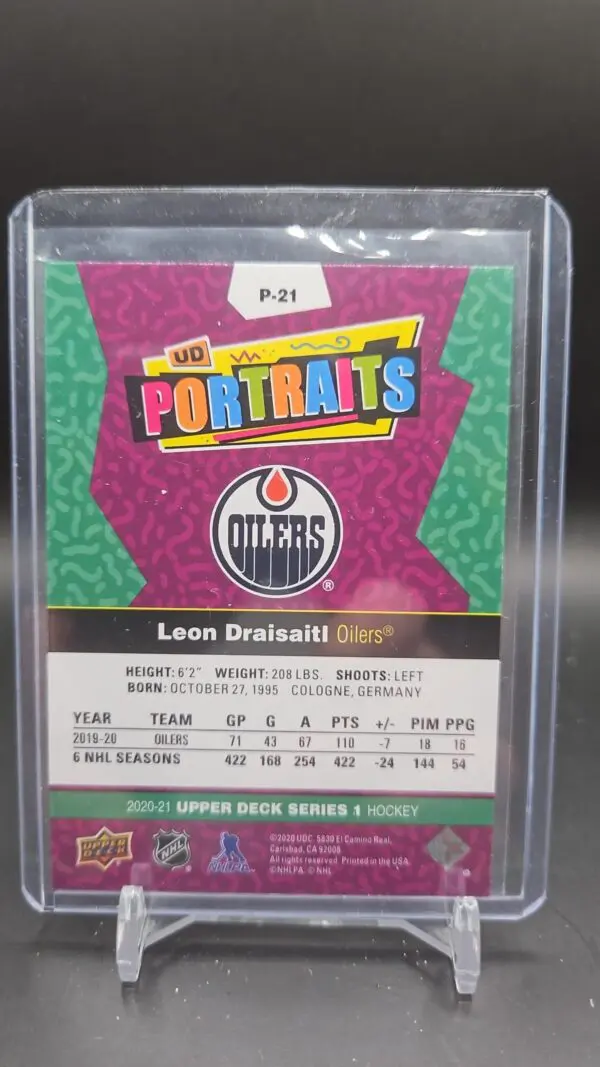 P-21
UD
PORTRAITS
OILERS
®
Leon Draisaitl Oilers®
HEIGHT: 6'2" WEIGHT: 208 LBS. SHOOTS: LEFT
BORN: OCTOBER 27, 1995 COLOGNE, GERMANY
YEAR TEAM GP G A PTS +/- PIM PPG
2019-20 OILERS 71 43 67 110 -7 18 16
6 NHL SEASONS 422 168 254 422 -24 144 54
2020-21 UPPER DECK SERIES 1 HOCKEY
UPPER DECK
NHL
NHLPA
©2020 UDC. 5830 El Camino Real,
Carlsbad, CA 92008
All rights reserved. Printed in the USA.
©NHLPA. © NHL